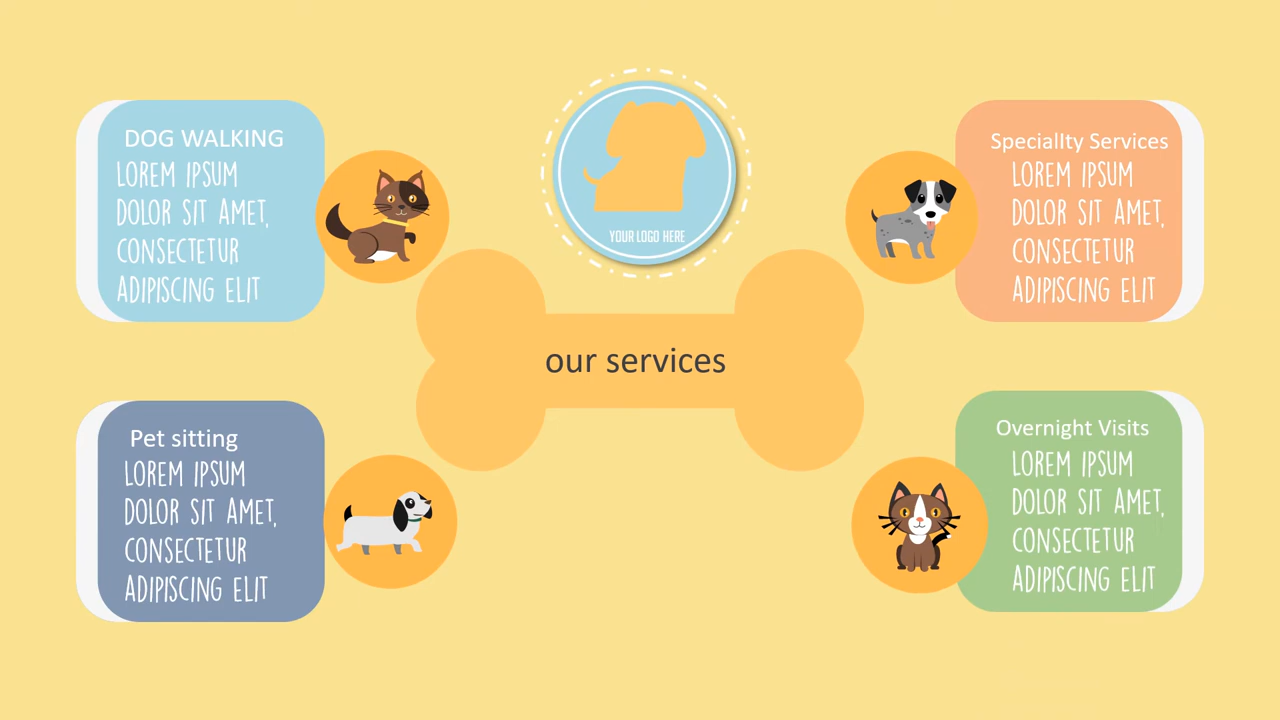 DOG WALKING
LOREM IPSUM
DOLOR SIT AMET,
CONSECTETUR
ADIPISCING ELIT
YOUR LOGO HERE
Speciallty Services
LOREM IPSUM
DOLOR SIT AMET,
CONSECTETUR
ADIPISCING ELIT
our services
Pet sitting
LOREM IPSUM
DOLOR SIT AMET,
CONSECTETUR
ADIPISCING ELIT
Overnight Visits
LOREM IPSUM
DOLOR SIT AMET,
CONSECTETUR
ADIPISCING ELIT